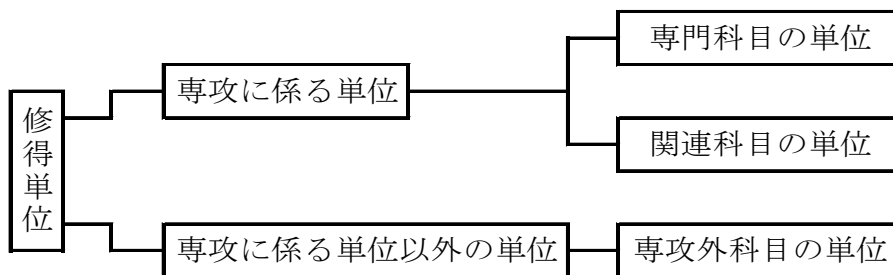 修得単位
専攻に係る単位
専門科目の単位
関連科目の単位
専攻に係る単位以外の単位
専攻外科目の単位